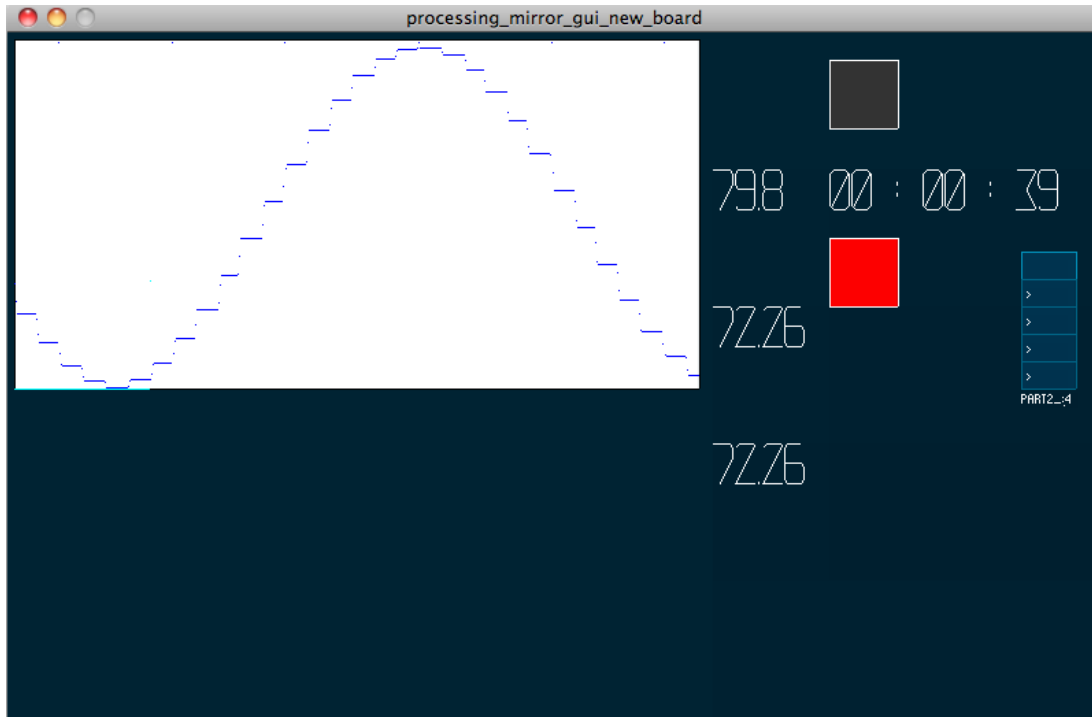 processing_mirror_gui_new_board
79.8 00 : 00 : 39
>
72.26
>
>
>
PART2_:4
72.26